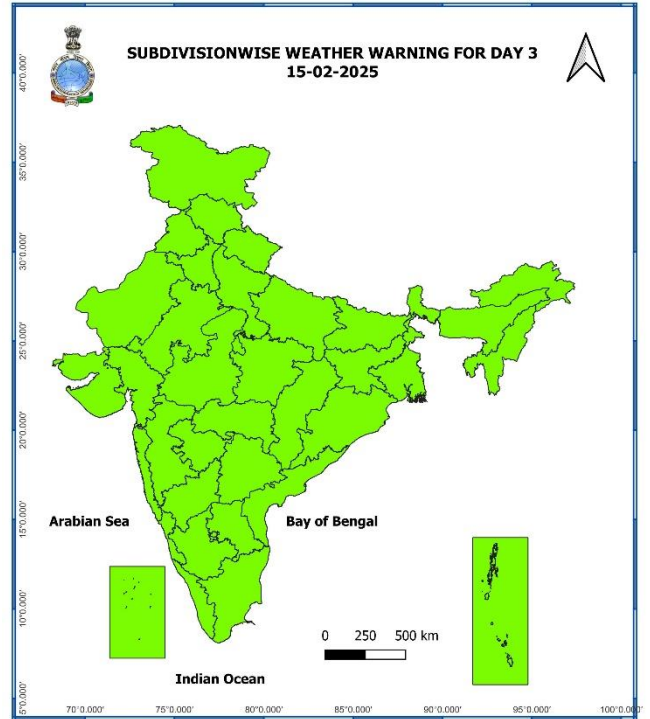 SUBDIVISIONWISE WEATHER WARNING FOR DAY 3
15-02-2025
40°0.000'
35°0.000'
30°0.000'
25°0.000'
20°0.000'
15°0.000'
10°0.000'
5°0.000'
Arabian Sea
Bay of Bengal
0 250 500 km
Indian Ocean
70°0.000' 75°0.000' 80°0.000' 85°0.000' 90°0.000' 95°0.000' 100°0.000'